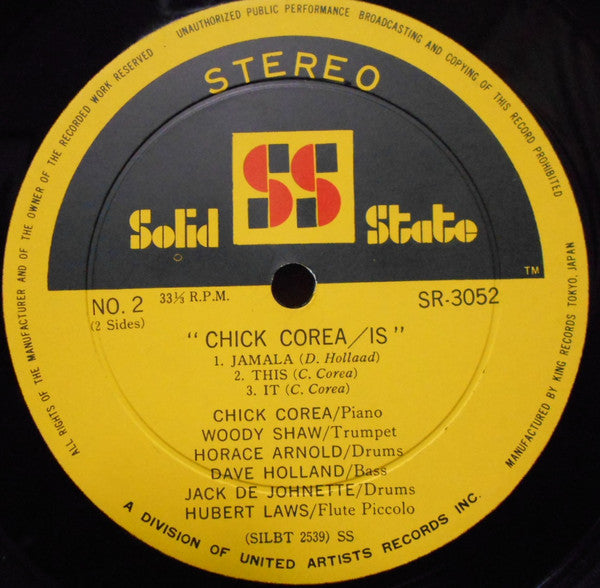 UNAUTHORIZED PUBLIC PERFORMANCE BROADCASTING AND COPYING OF THIS RECORD PROHIBITED
ALL RIGHTS OF THE MANUFACTURER AND OF THE OWNER OF THE RECORDED WORK RESERVED
STEREO
SS
Solid State
TM
NO. 2 33⅓ R.P.M. SR-3052
(2 Sides)
"CHICK COREA/IS"
1. JAMALA (D. Hollaad)
2. THIS (C. Corea)
3. IT (C. Corea)
CHICK COREA/Piano
WOODY SHAW/Trumpet
HORACE ARNOLD/Drums
DAVE HOLLAND/Bass
JACK DE JOHNETTE/Drums
HUBERT LAWS/Flute Piccolo
(SILBT 2539) SS
A DIVISION OF UNITED ARTISTS RECORDS INC.
MANUFACTURED BY KING RECORDS TOKYO, JAPAN